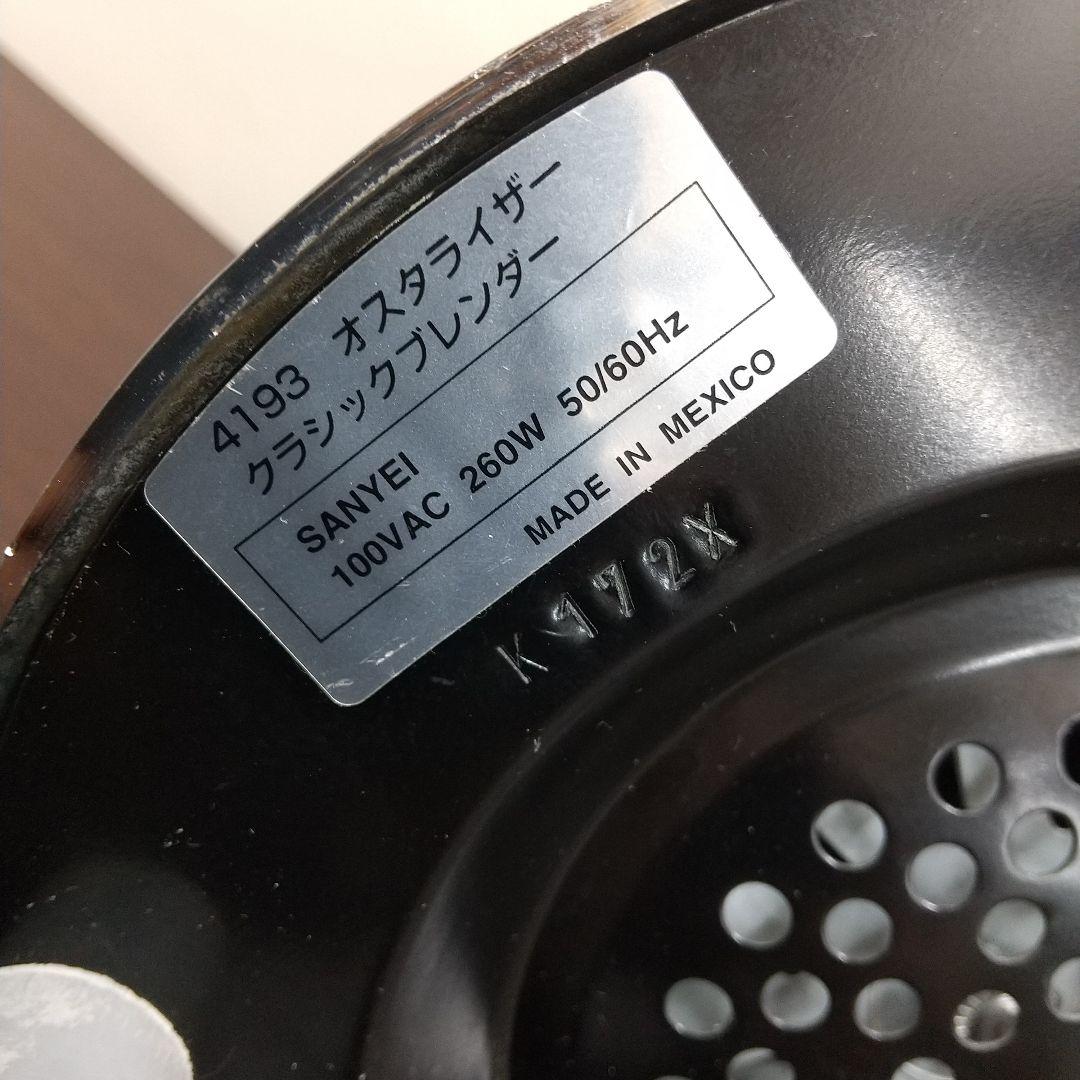 4193 オスタライザー
クラシックブレンダー
SANYEI
100VAC 260W 50/60Hz
MADE IN MEXICO
K172X